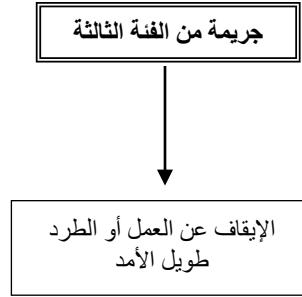 جريمة من الفئة الثالثة
الإيقاف عن العمل أو الطرد
طويل الأمد